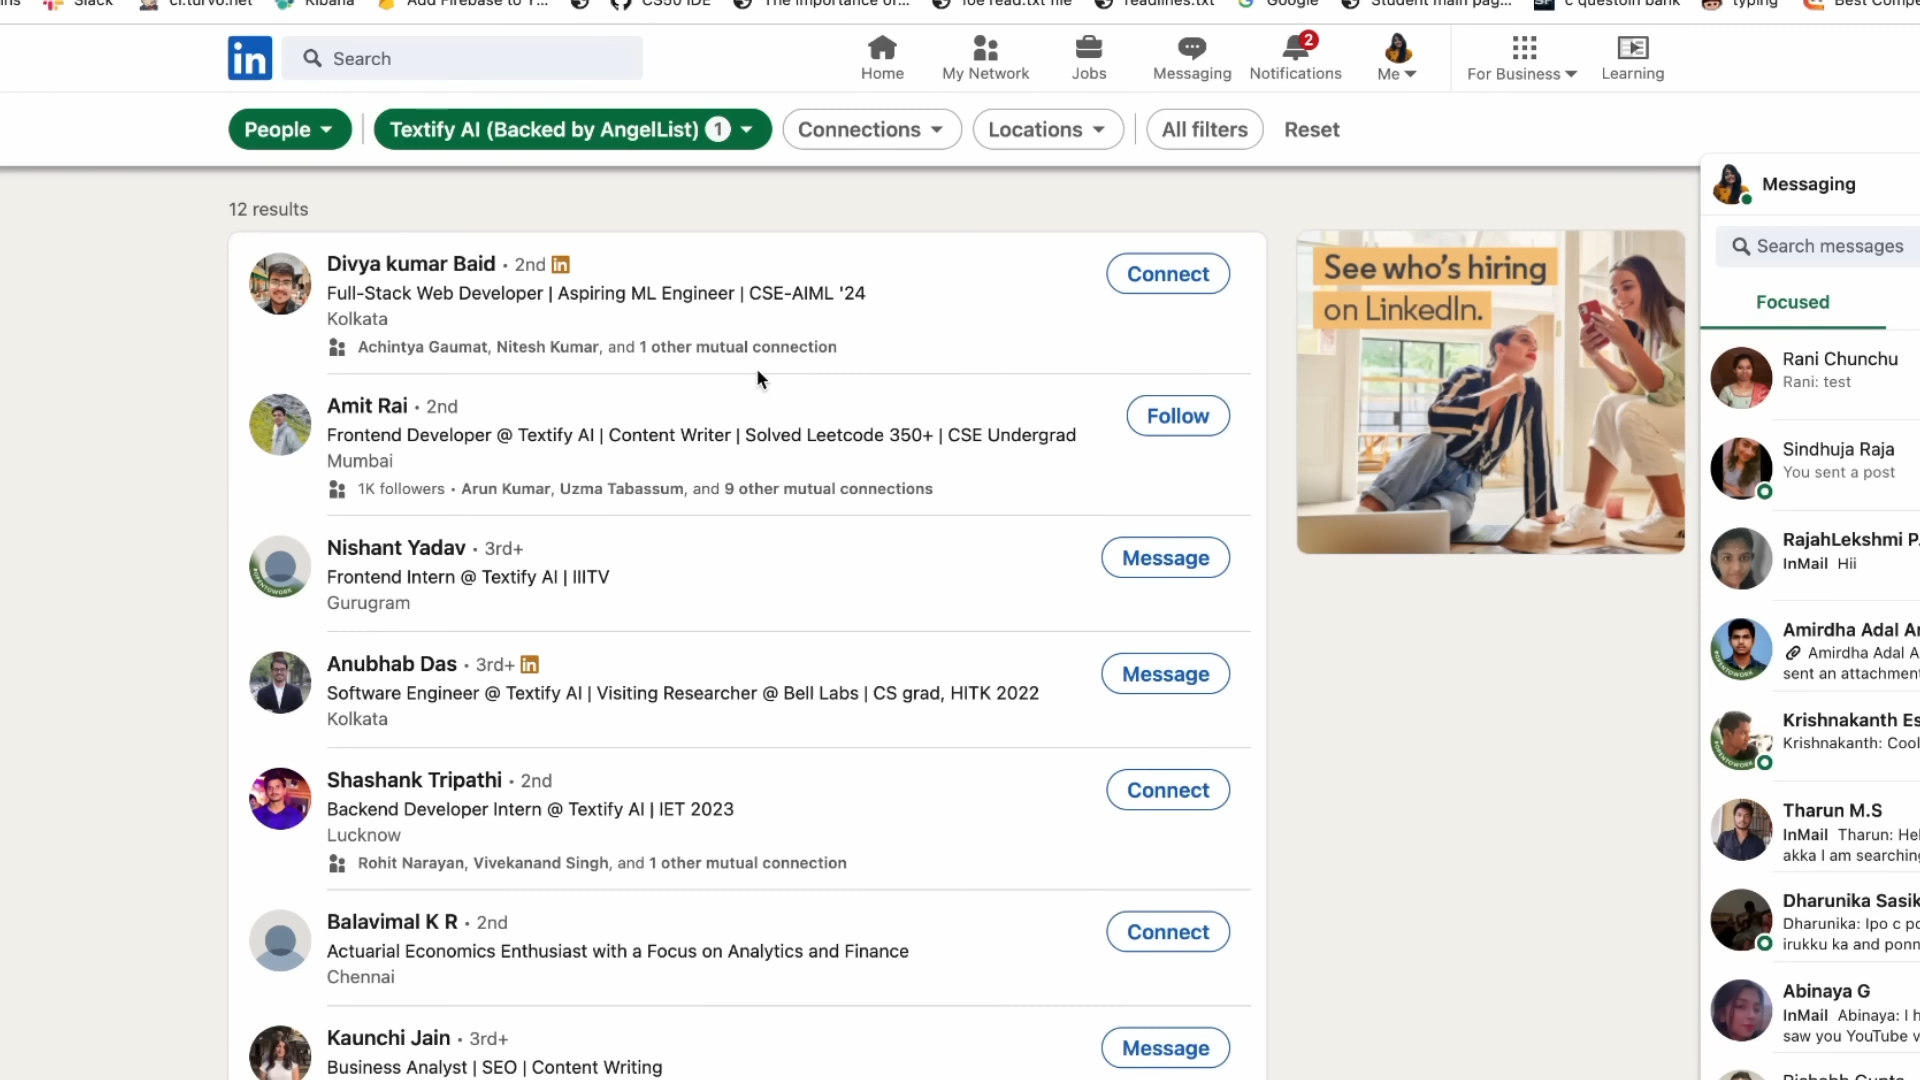 Slack
ci.turvo.net
Kibana
Add Firebase to Y...
CS50 IDE
The importance of...
readlines.txt
Google
Student main pag...
c questoin bank
typing
Best Compe
in
Search
Home
My Network
Jobs
Messaging
2
Notifications
Me
For Business
Learning
People
Textify AI (Backed by AngelList) 1
Connections
Locations
All filters
Reset
12 results
Divya kumar Baid • 2nd in
Connect
Full-Stack Web Developer | Aspiring ML Engineer | CSE-AIML '24
Kolkata
Achintya Gaumat, Nitesh Kumar, and 1 other mutual connection
Amit Rai • 2nd
Follow
Frontend Developer @ Textify AI | Content Writer | Solved Leetcode 350+ | CSE Undergrad
Mumbai
1K followers • Arun Kumar, Uzma Tabassum, and 9 other mutual connections
Nishant Yadav • 3rd+
Message
Frontend Intern @ Textify AI | IIITV
Gurugram
Anubhab Das • 3rd+ in
Message
Software Engineer @ Textify AI | Visiting Researcher @ Bell Labs | CS grad, HITK 2022
Kolkata
Shashank Tripathi • 2nd
Connect
Backend Developer Intern @ Textify AI | IET 2023
Lucknow
Rohit Narayan, Vivekanand Singh, and 1 other mutual connection
Balavimal K R • 2nd
Connect
Actuarial Economics Enthusiast with a Focus on Analytics and Finance
Chennai
Kaunchi Jain • 3rd+
Message
Business Analyst | SEO | Content Writing
See who's hiring
on LinkedIn.
Messaging
Search messages
Focused
Rani Chunchu
Rani: test
Sindhuja Raja
You sent a post
RajahLekshmi P.
InMail Hii
Amirdha Adal A
Amirdha Adal A
sent an attachment
Krishnakanth Es
Krishnakanth: Cool
Tharun M.S
InMail Tharun: Hel
akka I am searching
Dharunika Sasik
Dharunika: Ipo c po
irukku ka and ponn
Abinaya G
InMail Abinaya: I h
saw you YouTube v